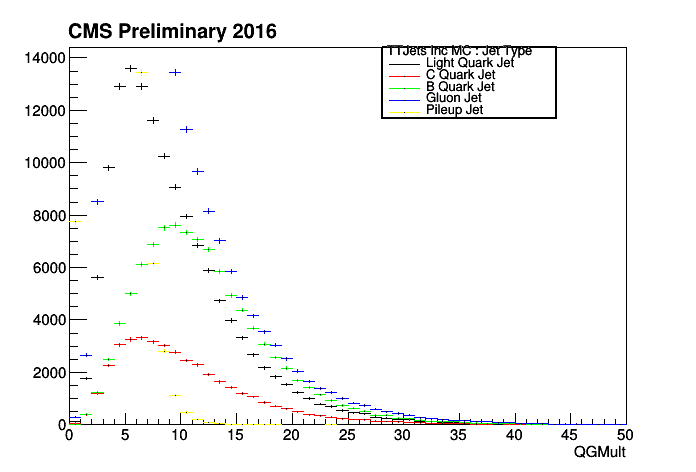 CMS Preliminary 2016
TTJets Inc MC : Jet Type
Light Quark Jet
C Quark Jet
B Quark Jet
Gluon Jet
Pileup Jet
14000
12000
10000
8000
6000
4000
2000
0
0 5 10 15 20 25 30 35 40 45 50
QGMult